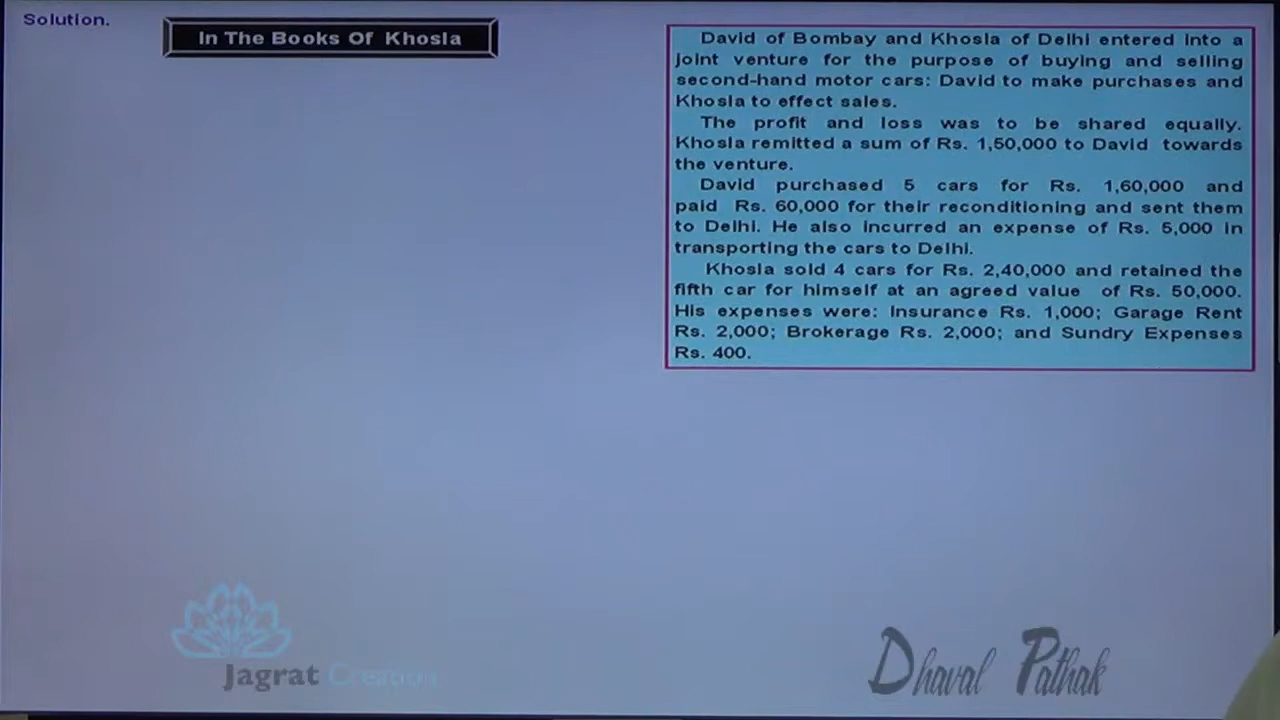 Solution.
In The Books Of Khosla
David of Bombay and Khosla of Delhi entered into a
joint venture for the purpose of buying and selling
second-hand motor cars: David to make purchases and
Khosla to effect sales.
The profit and loss was to be shared equally.
Khosla remitted a sum of Rs. 1,50,000 to David towards
the venture.
David purchased 5 cars for Rs. 1,60,000 and
paid Rs. 60,000 for their reconditioning and sent them
to Delhi. He also incurred an expense of Rs. 5,000 in
transporting the cars to Delhi.
Khosla sold 4 cars for Rs. 2,40,000 and retained the
fifth car for himself at an agreed value of Rs. 50,000.
His expenses were: Insurance Rs. 1,000; Garage Rent
Rs. 2,000; Brokerage Rs. 2,000; and Sundry Expenses
Rs. 400.
Jagrat Creation
Dhaval Pathak